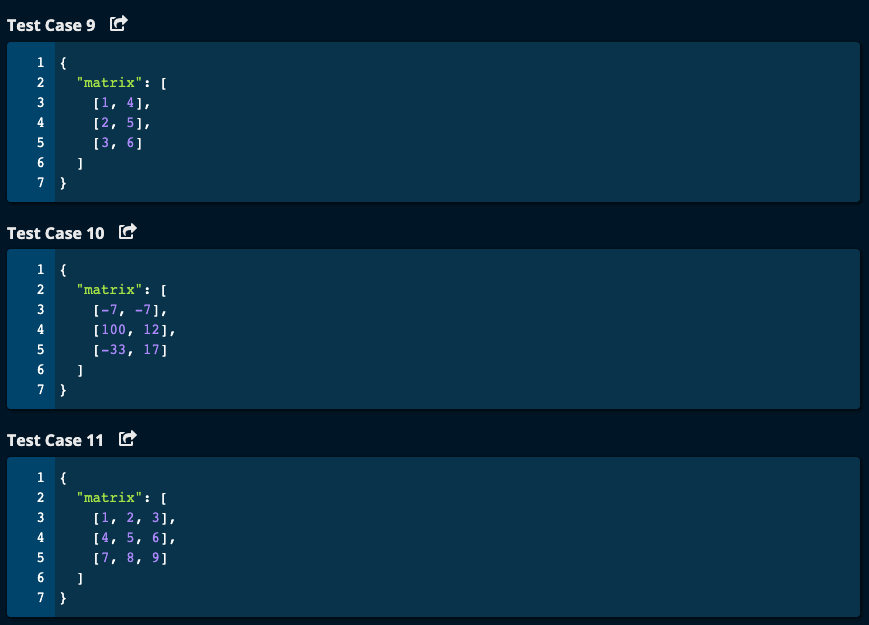 Test Case 9
1 {
2   "matrix": [
3     [1, 4],
4     [2, 5],
5     [3, 6]
6   ]
7 }
Test Case 10
1 {
2   "matrix": [
3     [-7, -7],
4     [100, 12],
5     [-33, 17]
6   ]
7 }
Test Case 11
1 {
2   "matrix": [
3     [1, 2, 3],
4     [4, 5, 6],
5     [7, 8, 9]
6   ]
7 }